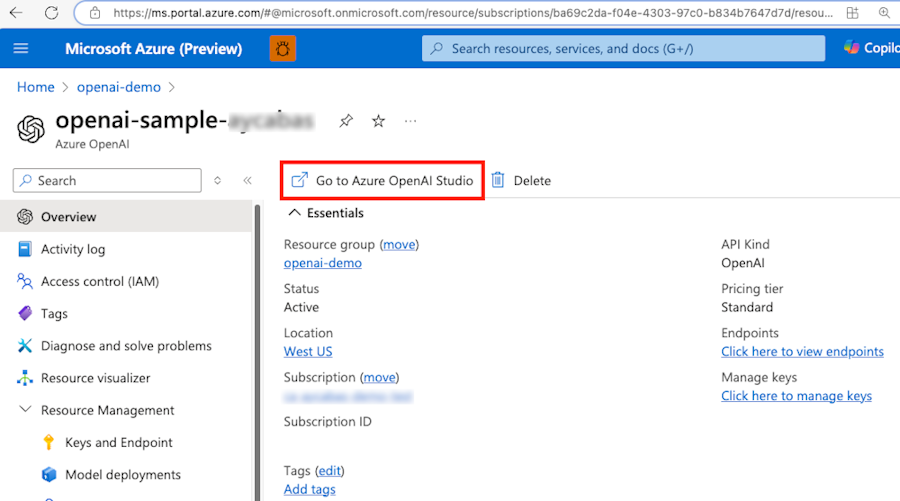 https://ms.portal.azure.com/#@microsoft.onmicrosoft.com/resource/subscriptions/ba69c2da-f04e-4303-97c0-b834b7647d7d/resou...
Microsoft Azure (Preview)
Search resources, services, and docs (G+/)
Copilo
Home > openai-demo >
openai-sample-
Azure OpenAI
Search
Go to Azure OpenAI Studio
Delete
Overview
Activity log
Access control (IAM)
Tags
Diagnose and solve problems
Resource visualizer
Resource Management
Keys and Endpoint
Model deployments
Essentials
Resource group (move)
openai-demo
Status
Active
Location
West US
Subscription (move)
Subscription ID
Tags (edit)
Add tags
API Kind
OpenAI
Pricing tier
Standard
Endpoints
Click here to view endpoints
Manage keys
Click here to manage keys